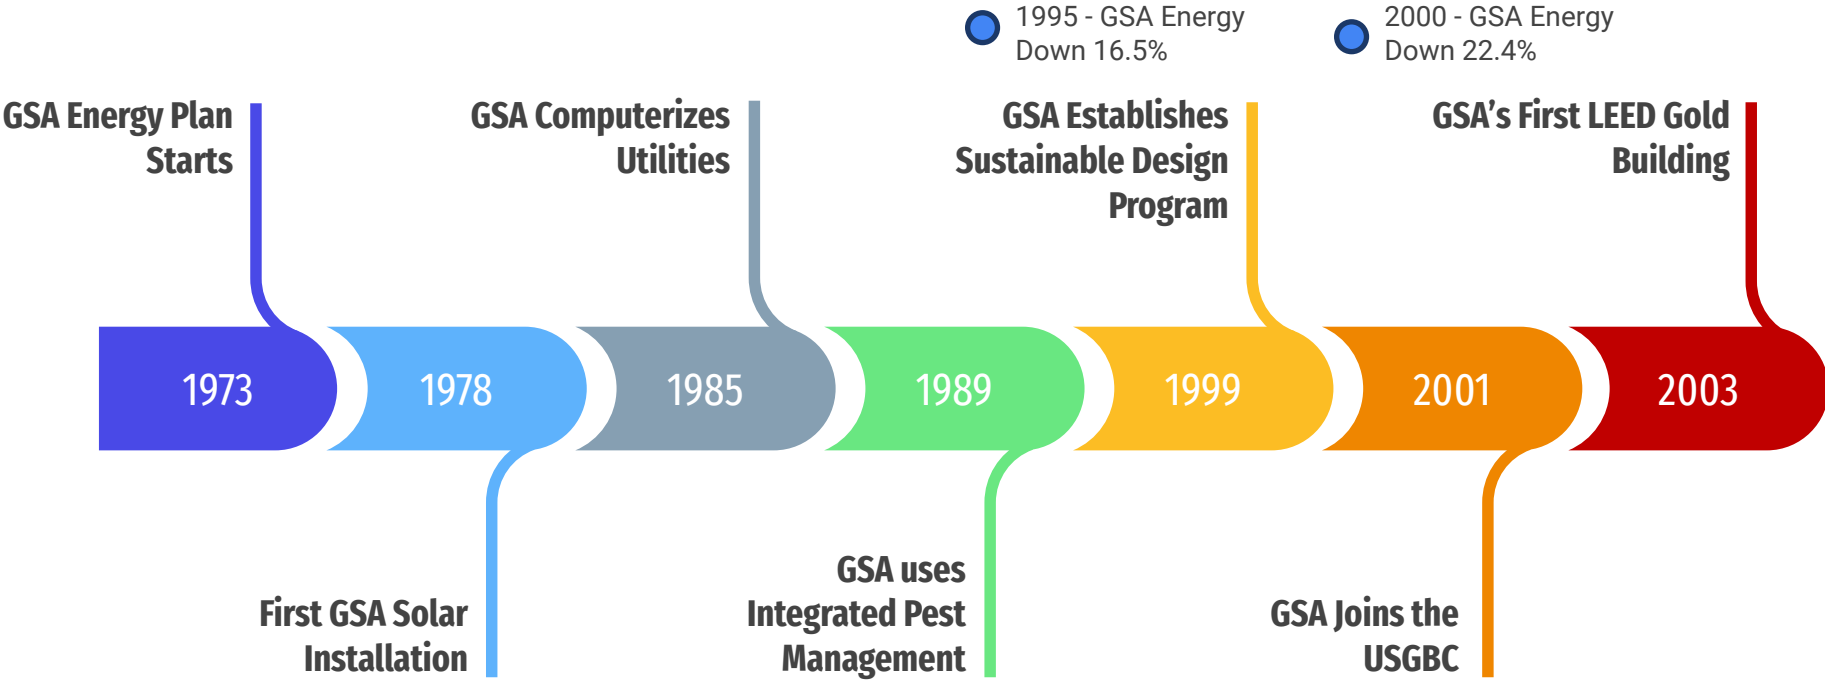 1995 - GSA Energy
Down 16.5%
2000 - GSA Energy
Down 22.4%
GSA Energy Plan
Starts
GSA Computerizes
Utilities
GSA Establishes
Sustainable Design
Program
GSA’s First LEED Gold
Building
1973
1978
1985
1989
1999
2001
2003
First GSA Solar
Installation
GSA uses
Integrated Pest
Management
GSA Joins the
USGBC